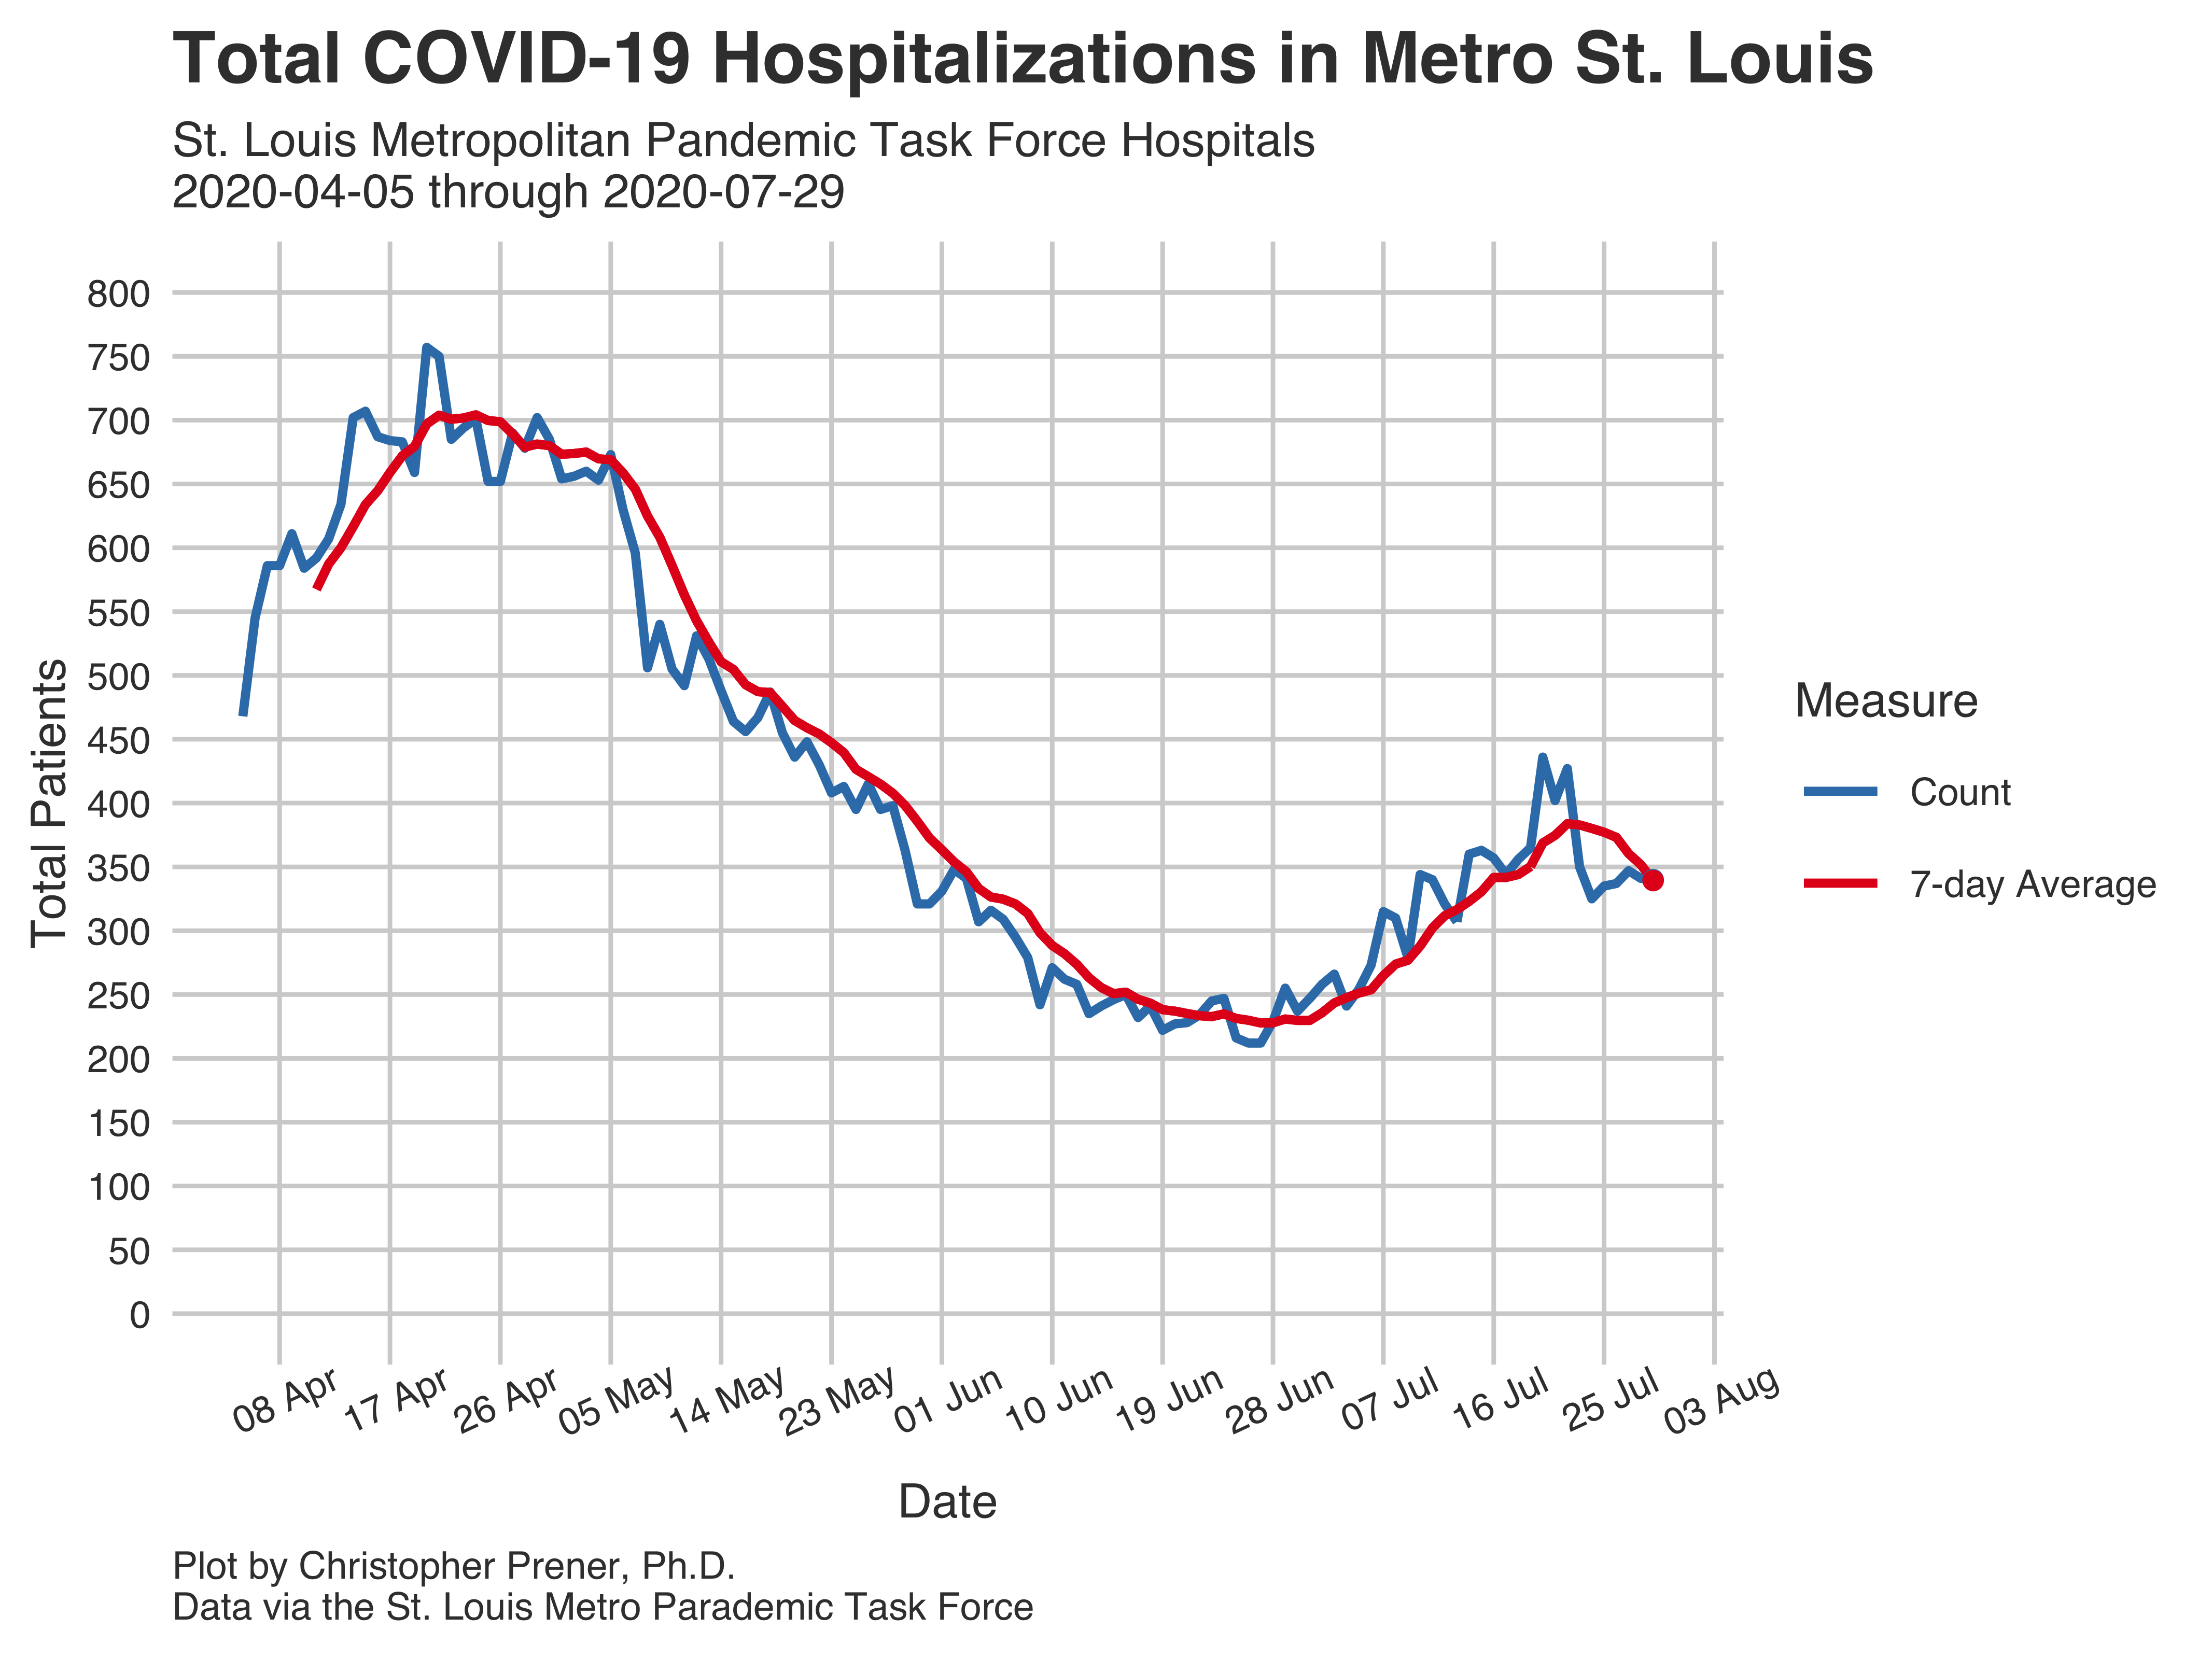 Total COVID-19 Hospitalizations in Metro St. Louis
St. Louis Metropolitan Pandemic Task Force Hospitals
2020-04-05 through 2020-07-29
Total Patients
800
750
700
650
600
550
500
450
400
350
300
250
200
150
100
50
0
08 Apr
17 Apr
26 Apr
05 May
14 May
23 May
01 Jun
10 Jun
19 Jun
28 Jun
07 Jul
16 Jul
25 Jul
03 Aug
Date
Measure
Count
7-day Average
Plot by Christopher Prener, Ph.D.
Data via the St. Louis Metro Parademic Task Force